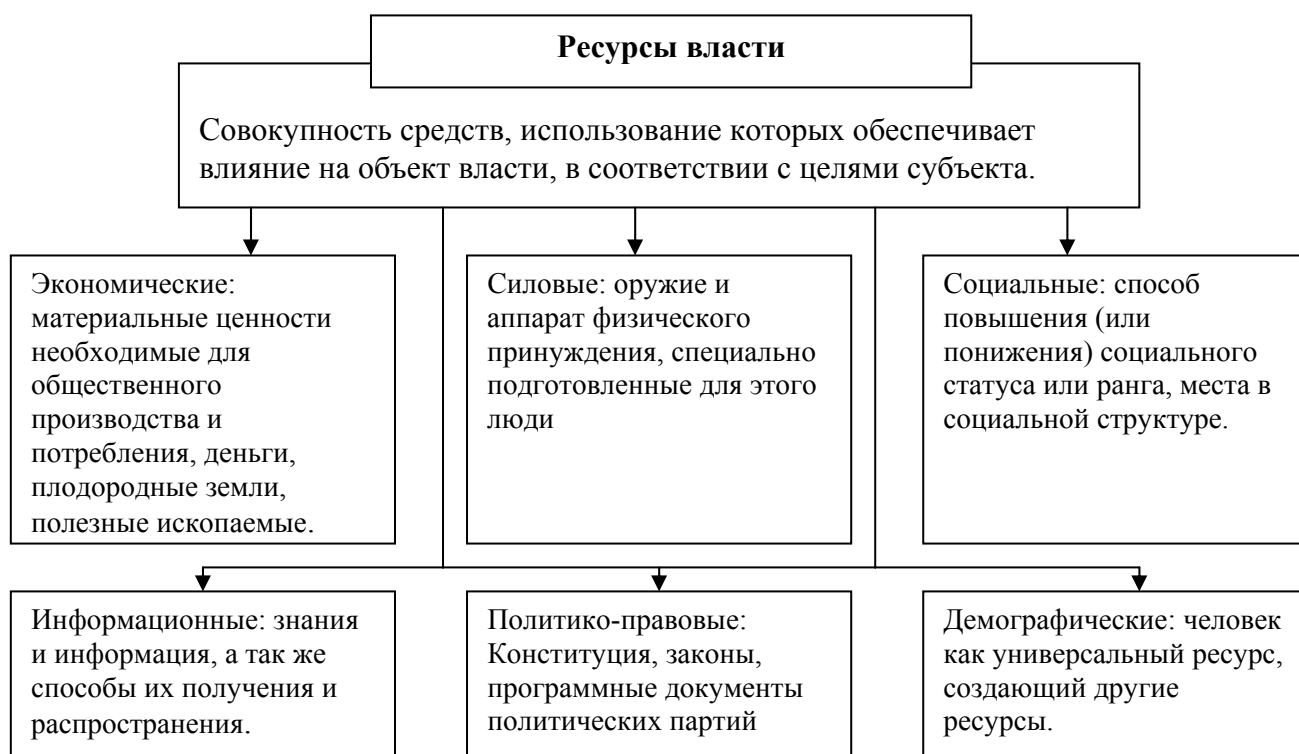 Ресурсы власти
Совокупность средств, использование которых обеспечивает
влияние на объект власти, в соответствии с целями субъекта.
Экономические:
материальные ценности
необходимые для
общественного
производства и
потребления, деньги,
плодородные земли,
полезные ископаемые.
Силовые: оружие и
аппарат физического
принуждения, специально
подготовленные для этого
люди
Социальные: способ
повышения (или
понижения) социального
статуса или ранга, места в
социальной структуре.
Информационные: знания
и информация, а так же
способы их получения и
распространения.
Политико-правовые:
Конституция, законы,
программные документы
политических партий
Демографические: человек
как универсальный ресурс,
создающий другие
ресурсы.